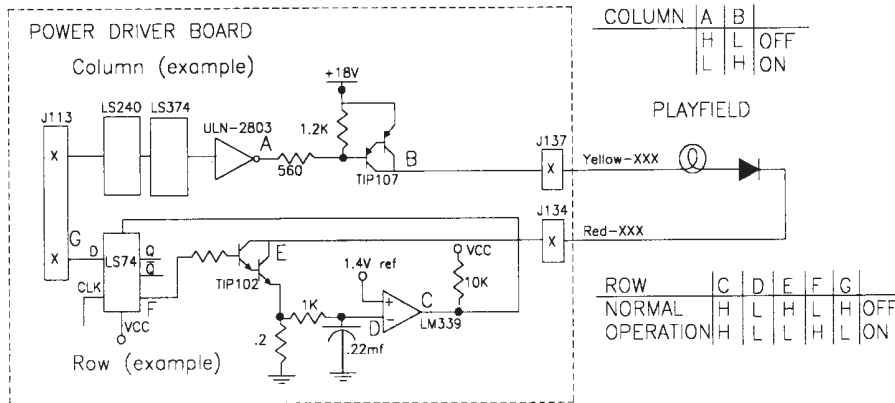 POWER DRIVER BOARD
Column (example)
+18V
J113
LS240
LS374
ULN-2803
A
1.2K
560
TIP107
B
J137
X
X
Yellow-XXX
PLAYFIELD
COLUMN A B
H L OFF
L H ON
G
D
LS74
Q
Q
CLK
F
VCC
X
E
TIP102
1K
.2
D
.22mf
1.4V ref
+
-
C
LM339
VCC
10K
J134
X
Red-XXX
Row (example)
ROW C D E F G
NORMAL H L H L H OFF
OPERATION H L L H L ON